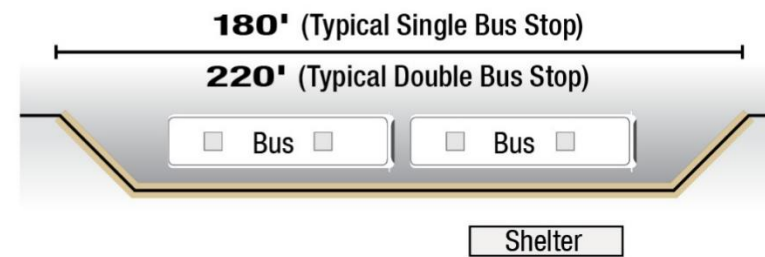 180' (Typical Single Bus Stop)
220' (Typical Double Bus Stop)
Bus Bus
Shelter